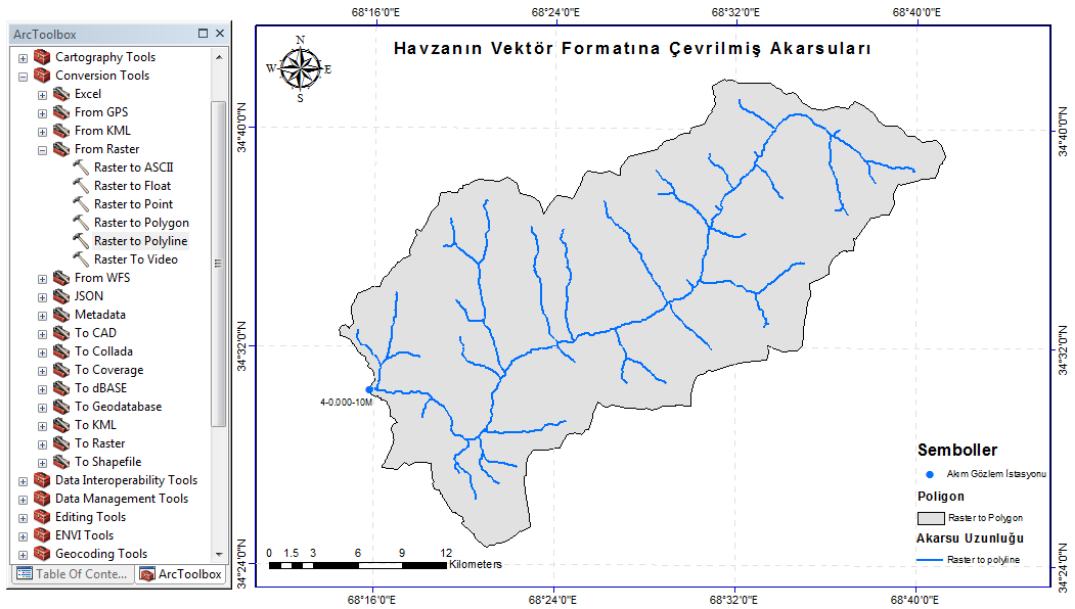 ArcToolbox
Cartography Tools
Conversion Tools
Excel
From GPS
From KML
From Raster
Raster to ASCII
Raster to Float
Raster to Point
Raster to Polygon
Raster to Polyline
Raster To Video
From WFS
JSON
Metadata
To CAD
To Collada
To Coverage
To dBASE
To Geodatabase
To KML
To Raster
To Shapefile
Data Interoperability Tools
Data Management Tools
Editing Tools
ENVI Tools
Geocoding Tools
Table Of Conte...
ArcToolbox
68°16'0"E 68°24'0"E 68°32'0"E 68°40'0"E
Havzanın Vektör Formatına Çevrilmiş Akarsuları
N
W E
S
34°40'0"N
34°40'0"N
34°32'0"N
34°32'0"N
4-0.000-10M
Semboller
Akım Gözlem İstasyonu
Poligon
Raster to Polygon
Akarsu Uzunluğu
Raster to polyline
0 1.5 3 6 9 12
Kilometers
34°24'0"N
34°24'0"N
68°16'0"E 68°24'0"E 68°32'0"E 68°40'0"E